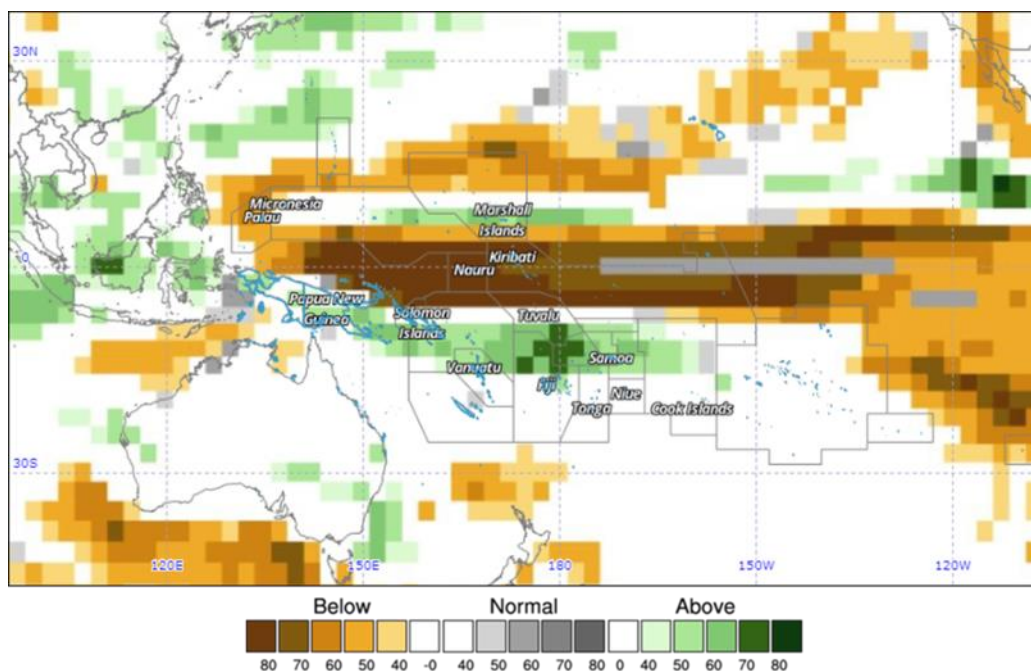 30N
Micronesia
Palau
Marshall
Islands
0
Kiribati
Nauru
Papua New
Guinea
Solomon
Islands
Tuvalu
Samoa
Vanuatu
Fiji
Niue
Tonga
Cook Islands
30S
120E 150E 180 150W 120W
Below Normal Above
80 70 60 50 40 -0 40 50 60 70 80 0 40 50 60 70 80